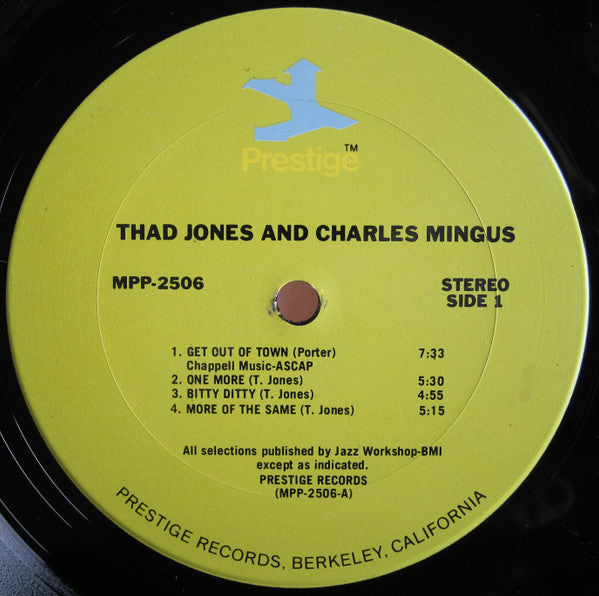 Prestige™
THAD JONES AND CHARLES MINGUS
MPP-2506
STEREO
SIDE 1
1. GET OUT OF TOWN (Porter) 7:33
Chappell Music-ASCAP
2. ONE MORE (T. Jones) 5:30
3. BITTY DITTY (T. Jones) 4:55
4. MORE OF THE SAME (T. Jones) 5:15
All selections published by Jazz Workshop-BMI
except as indicated.
PRESTIGE RECORDS
(MPP-2506-A)
PRESTIGE RECORDS, BERKELEY, CALIFORNIA